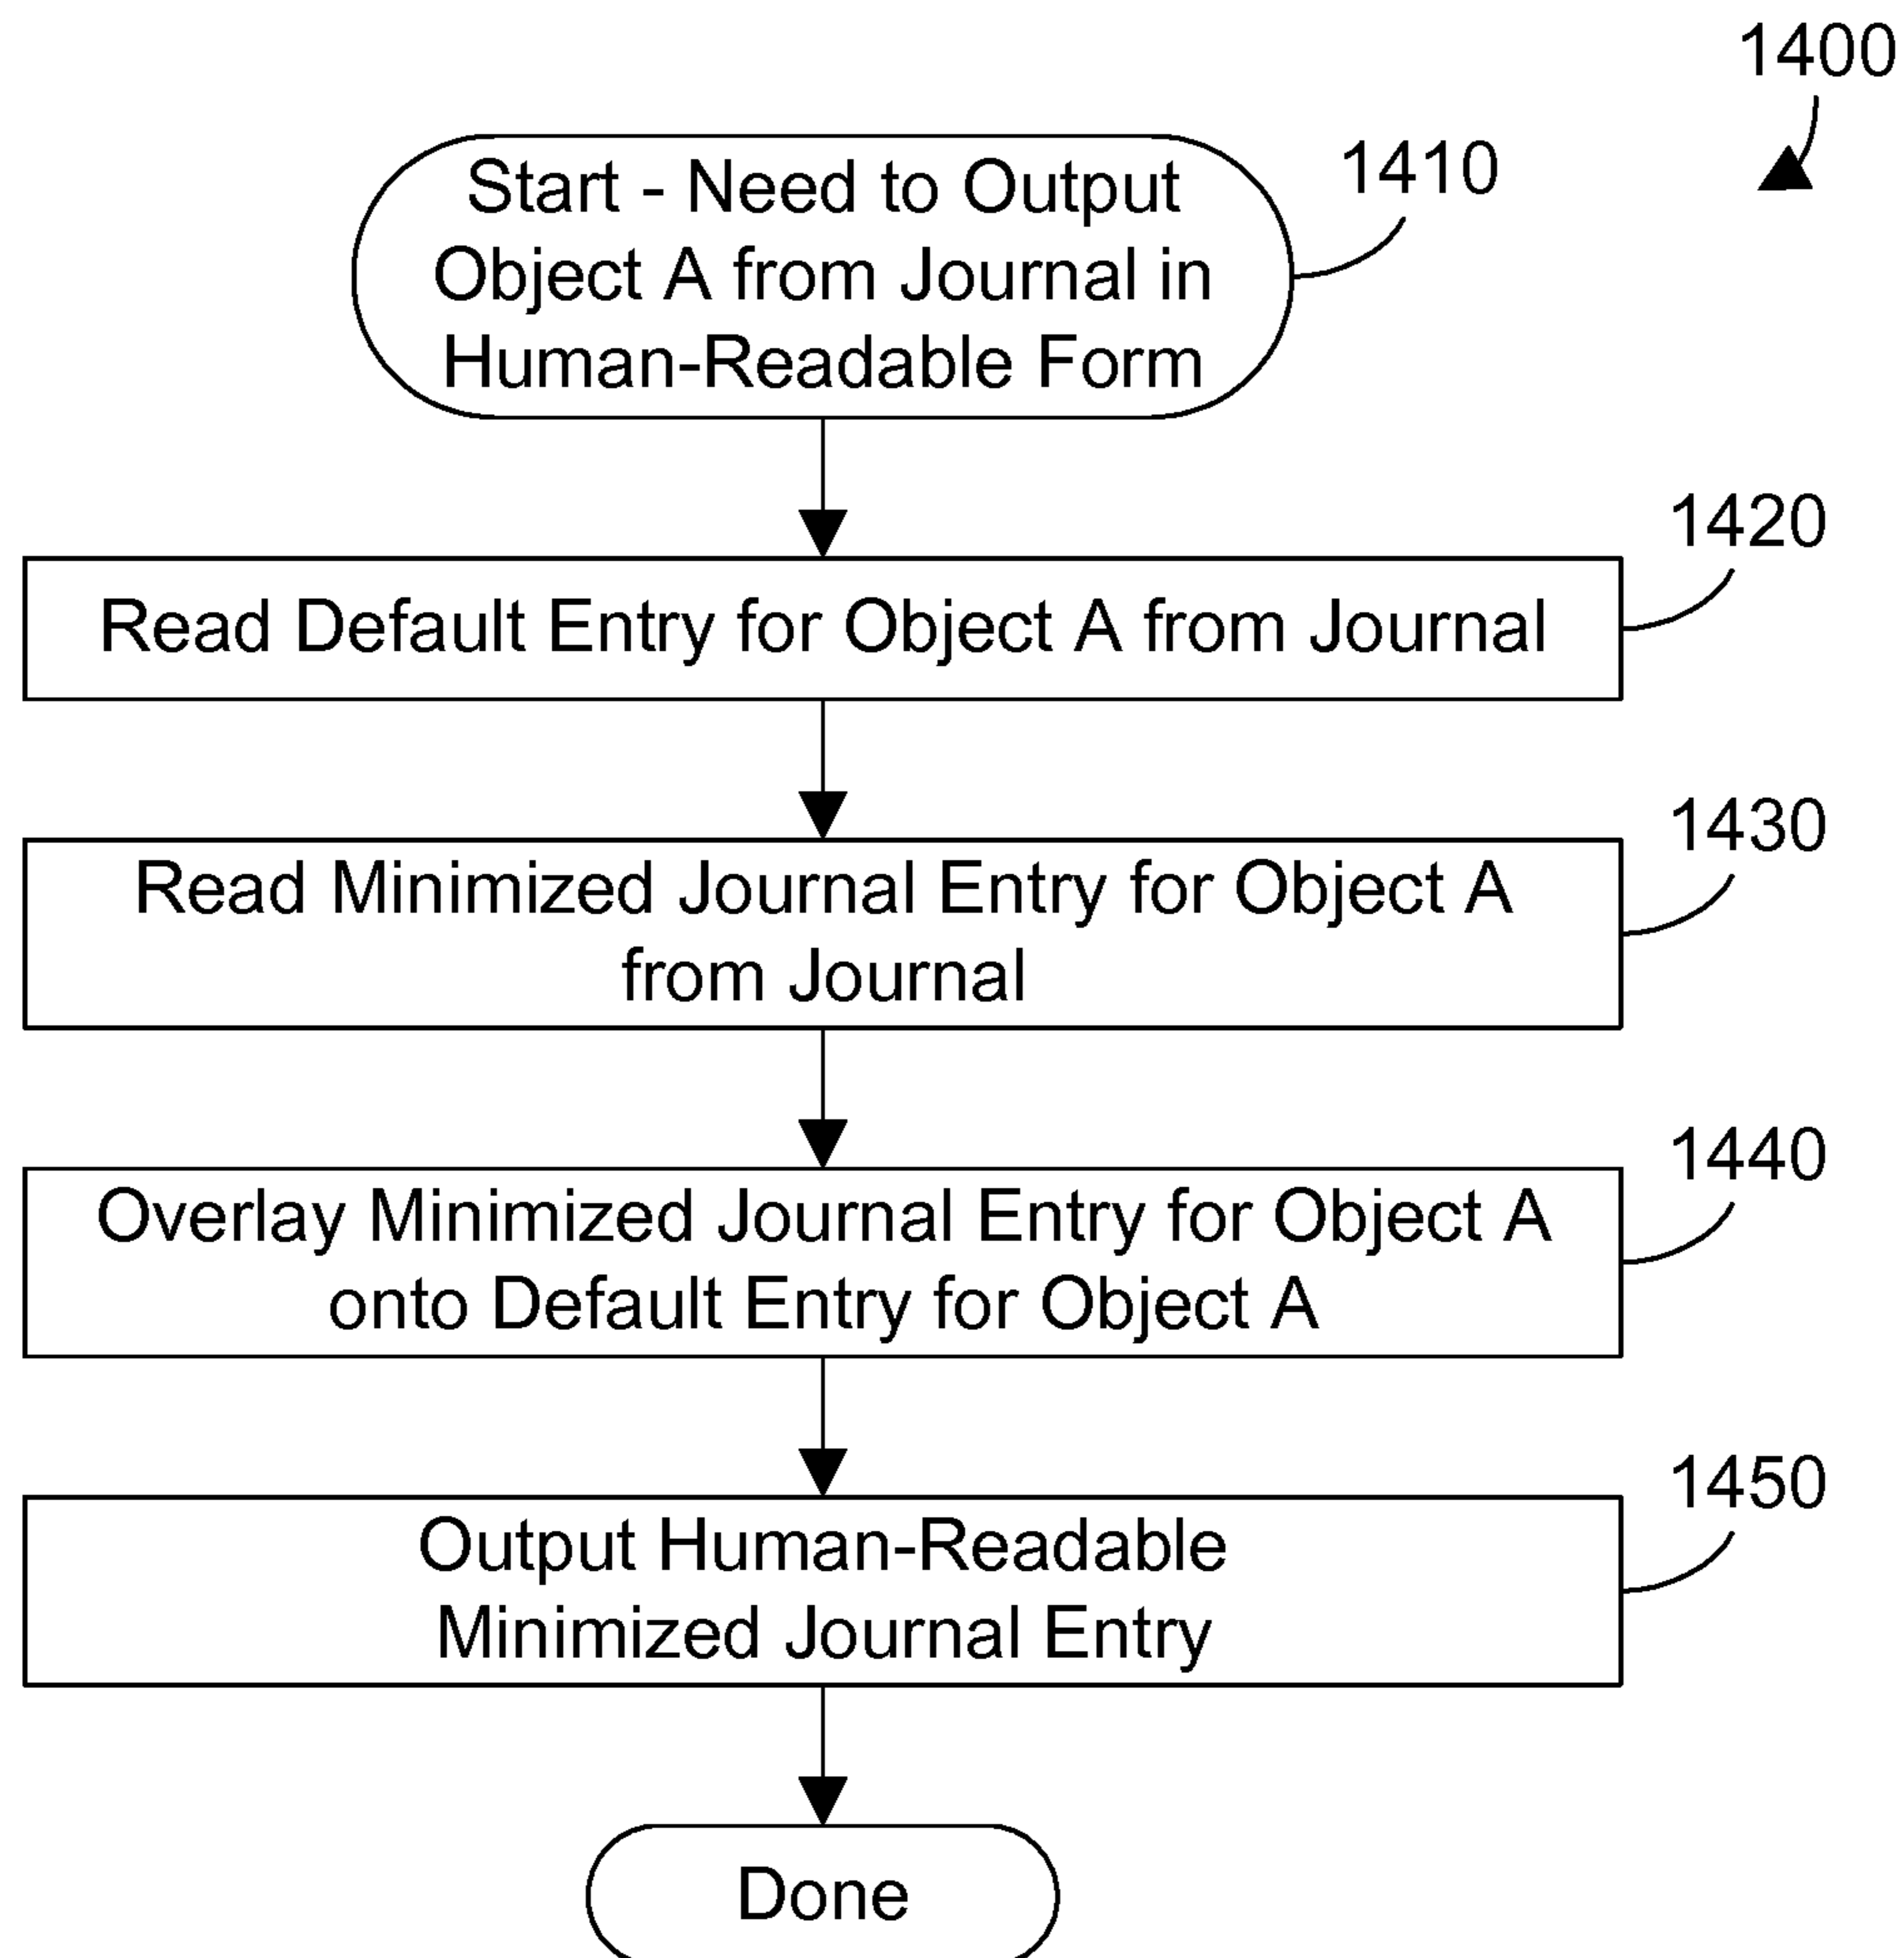 1400
1410
Start - Need to Output
Object A from Journal in
Human-Readable Form
1420
Read Default Entry for Object A from Journal
1430
Read Minimized Journal Entry for Object A
from Journal
1440
Overlay Minimized Journal Entry for Object A
onto Default Entry for Object A
1450
Output Human-Readable
Minimized Journal Entry
Done